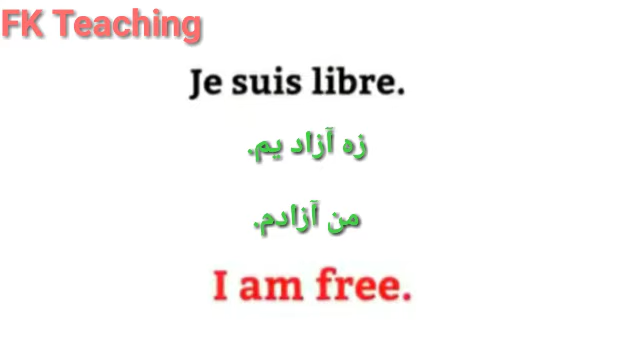 FK Teaching
Je suis libre.
زه آزاد یم.
من آزادم.
I am free.